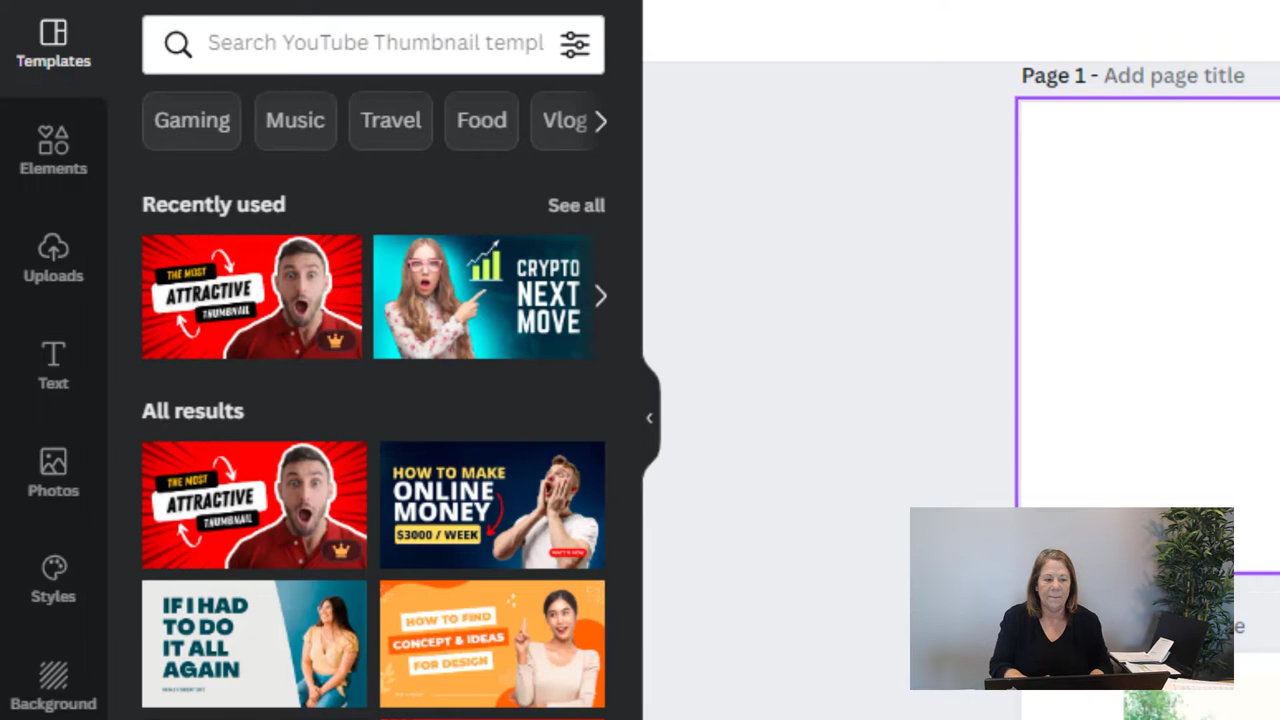 Templates
Search YouTube Thumbnail templ
Gaming
Music
Travel
Food
Vlog
Page 1 - Add page title
Elements
Uploads
Text
Photos
Styles
Background
Recently used
See all
THE MOST
ATTRACTIVE
THUMBNAIL
CRYPTO
NEXT
MOVE
All results
THE MOST
ATTRACTIVE
THUMBNAIL
HOW TO MAKE
ONLINE
MONEY
$3000 / WEEK
IF I HAD
TO DO
IT ALL
AGAIN
HOW TO FIND
CONCEPT & IDEAS
FOR DESIGN
e